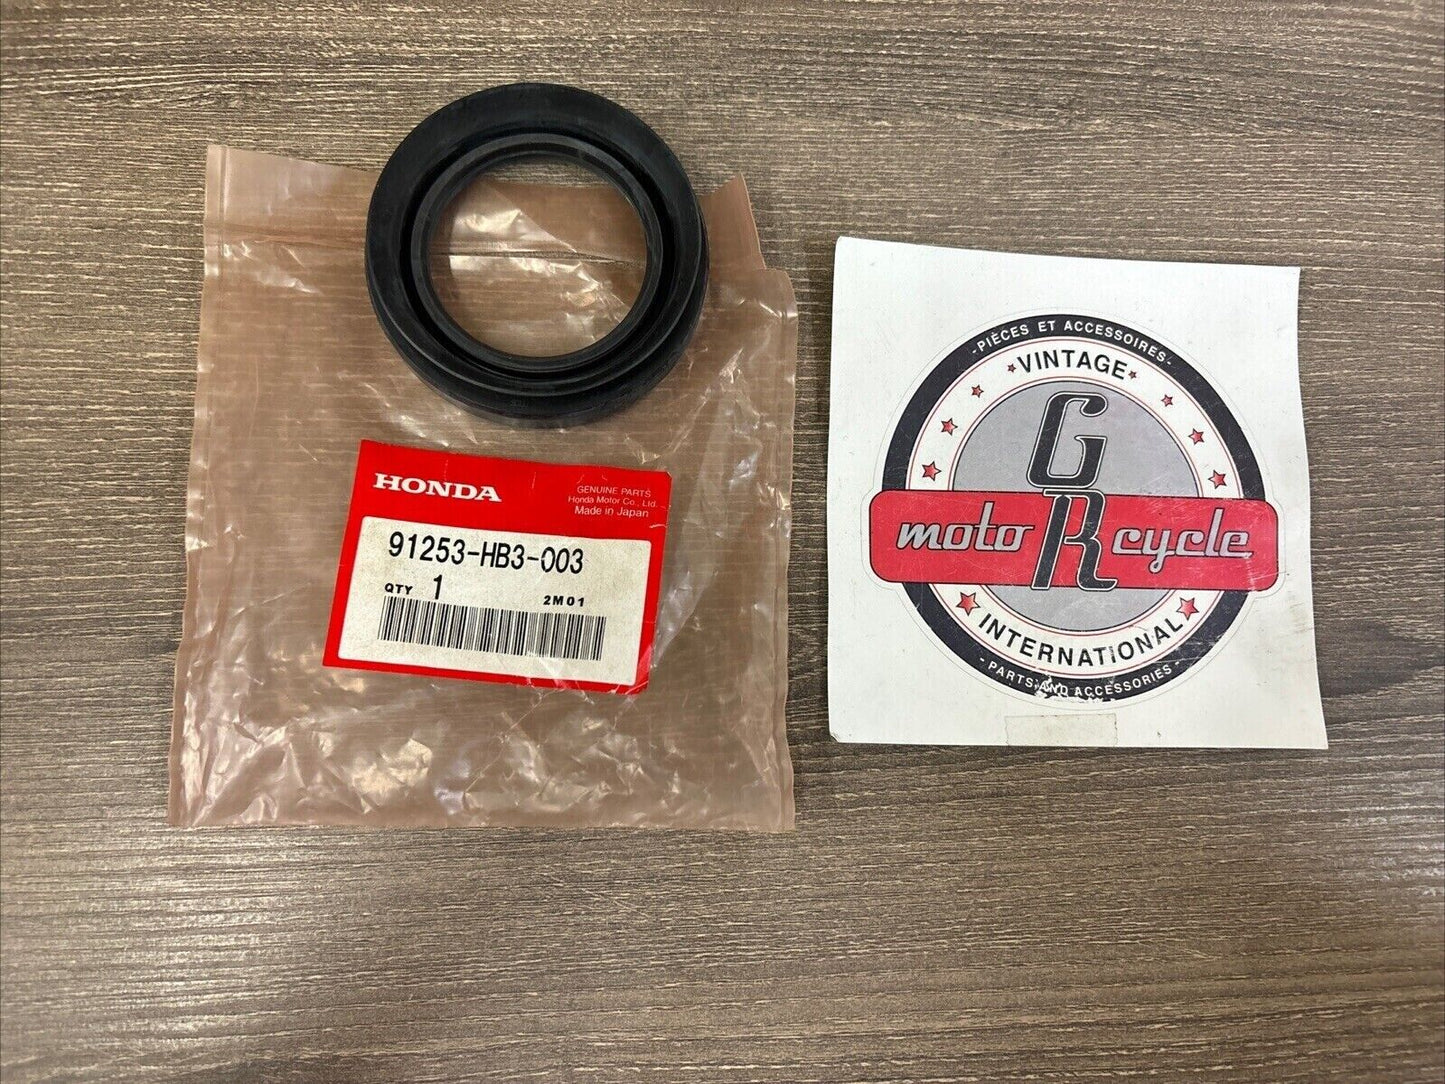 HONDA
GENUINE PARTS
Honda Motor Co., Ltd.
Made in Japan
91253-HB3-003
QTY 1 2M01
-PIÈCES ET ACCESSOIRES-
VINTAGE
GR
moto cycle
INTERNATIONAL
-PARTS AND ACCESSORIES-